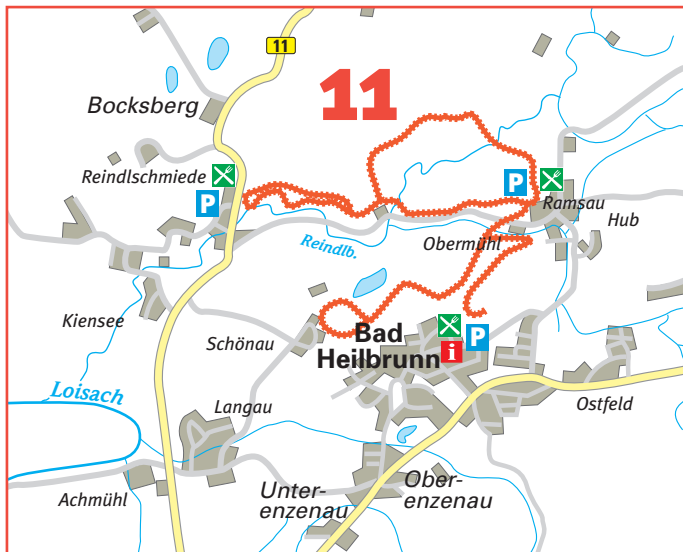 11
11
Bocksberg
Reindlschmiede
P
P
Ramsau
Hub
Obermühl
Reindlb.
Kiensee
Schönau
Bad
Heilbrunn
i
P
Loisach
Langau
Ostfeld
Achmühl
Unter-
enzenau
Ober-
enzenau